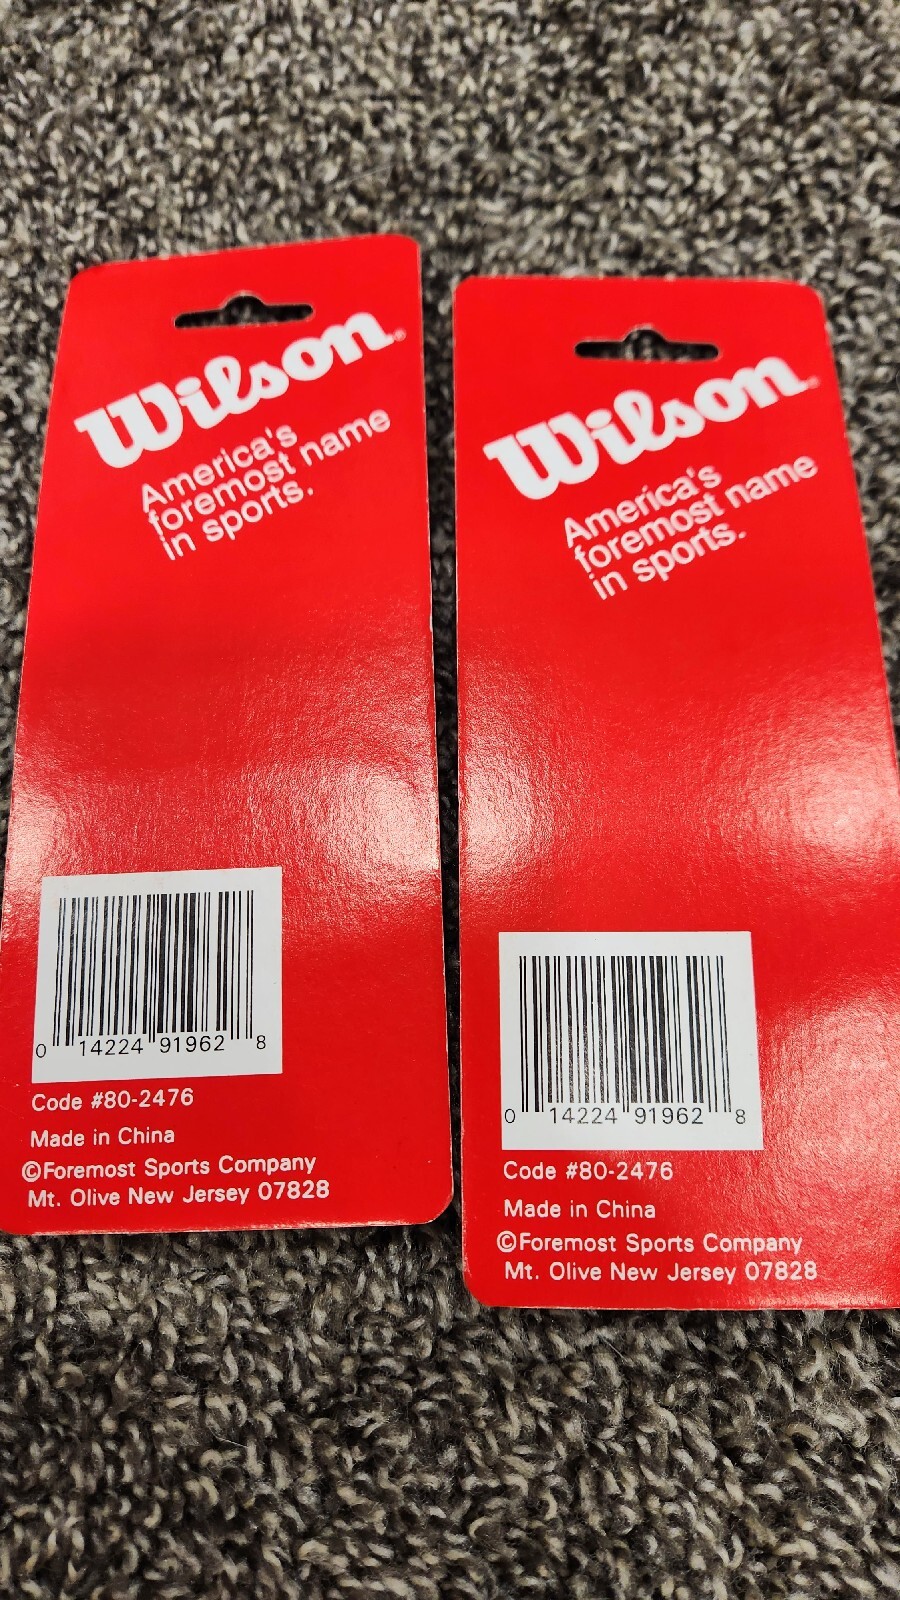 Wilson®
America's
foremost name
in sports.
0 14224 91962 8
Code #80-2476
Made in China
©Foremost Sports Company
Mt. Olive New Jersey 07828
Wilson®
America's
foremost name
in sports.
0 14224 91962 8
Code #80-2476
Made in China
©Foremost Sports Company
Mt. Olive New Jersey 07828